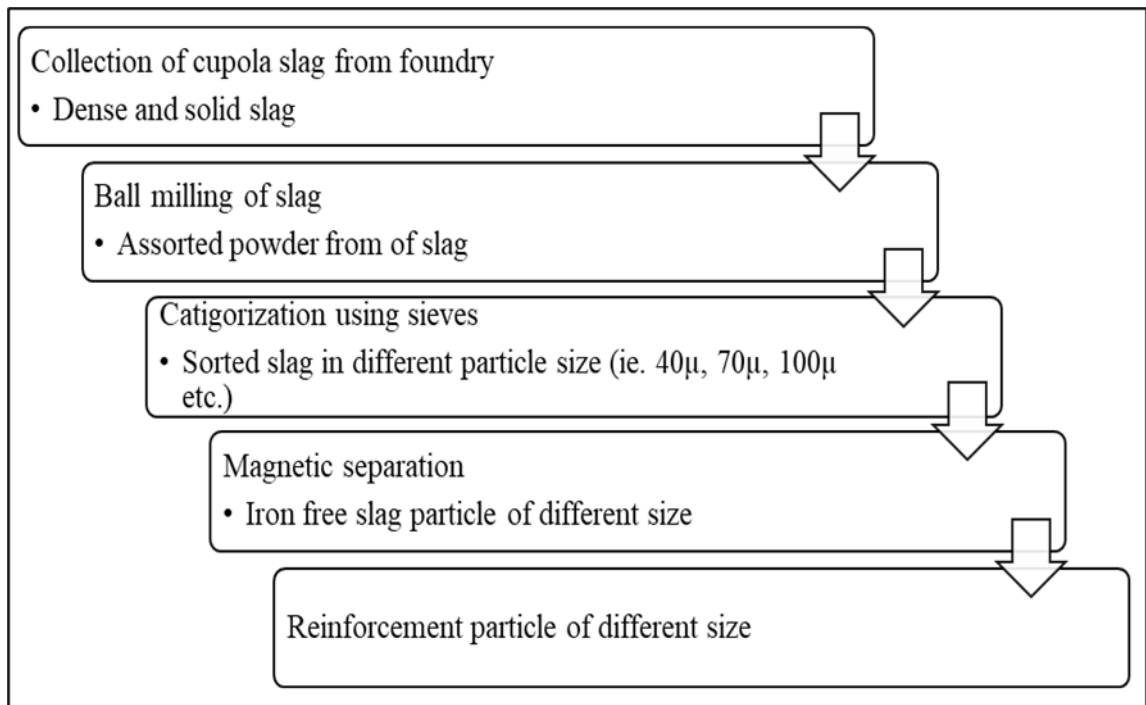 Collection of cupola slag from foundry
• Dense and solid slag
Ball milling of slag
• Assorted powder from of slag
Catigorization using sieves
• Sorted slag in different particle size (ie. 40μ, 70μ, 100μ
etc.)
Magnetic separation
• Iron free slag particle of different size
Reinforcement particle of different size